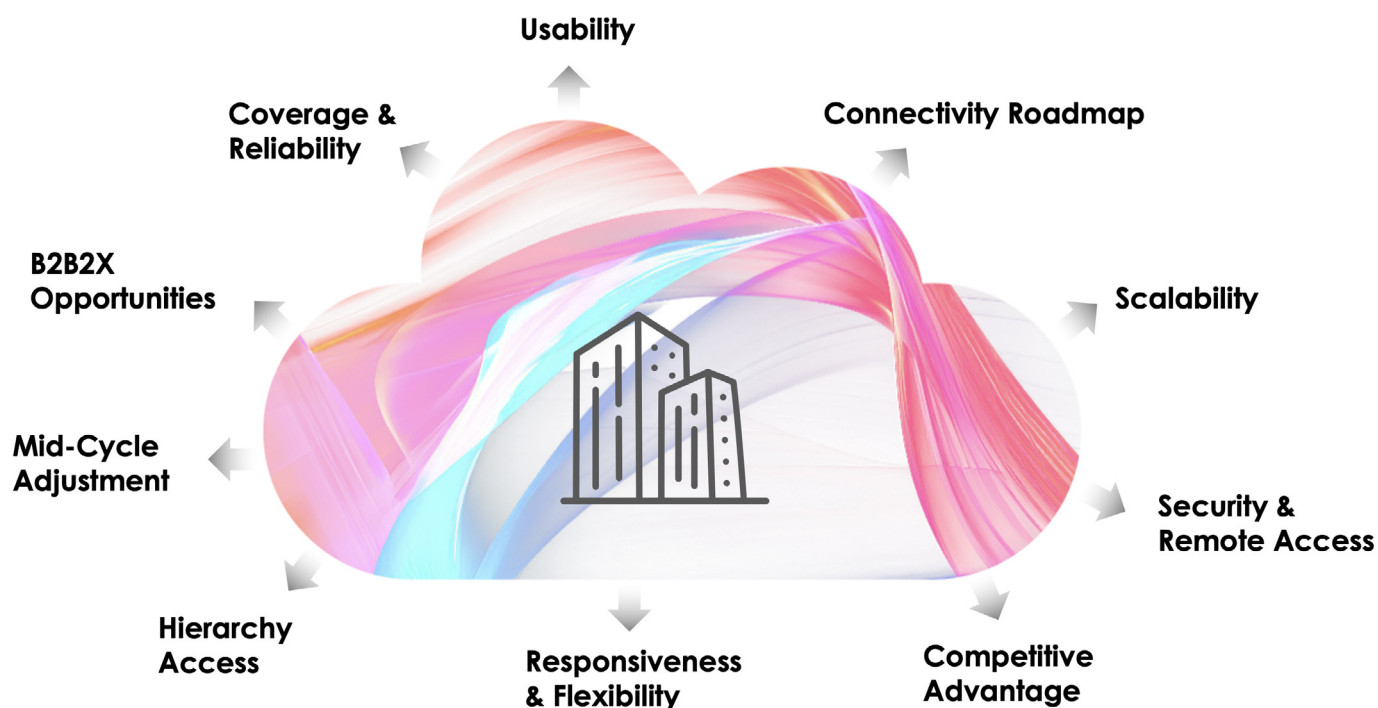 Usability
Coverage &
Reliability
Connectivity Roadmap
B2B2X
Opportunities
Scalability
Mid-Cycle
Adjustment
Security &
Remote Access
Hierarchy
Access
Responsiveness
& Flexibility
Competitive
Advantage